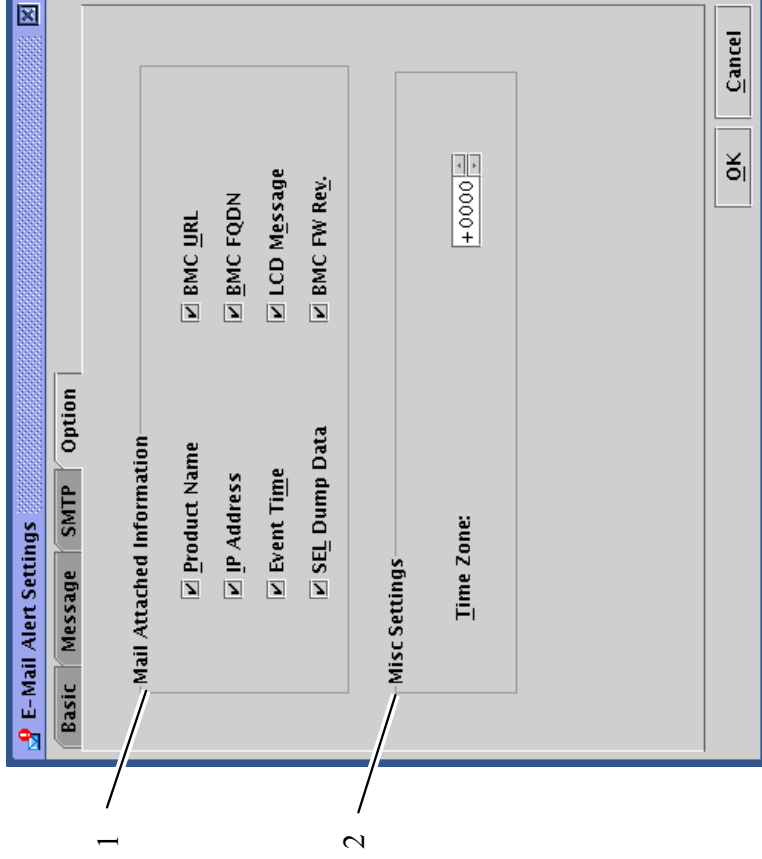 E-Mail Alert Settings
Basic Message SMTP Option
1
Mail Attached Information
Product Name BMC URL
IP Address BMC FQDN
Event Time LCD Message
SEL Dump Data BMC FW Rev.
2
Misc Settings
Time Zone: +0000
OK Cancel